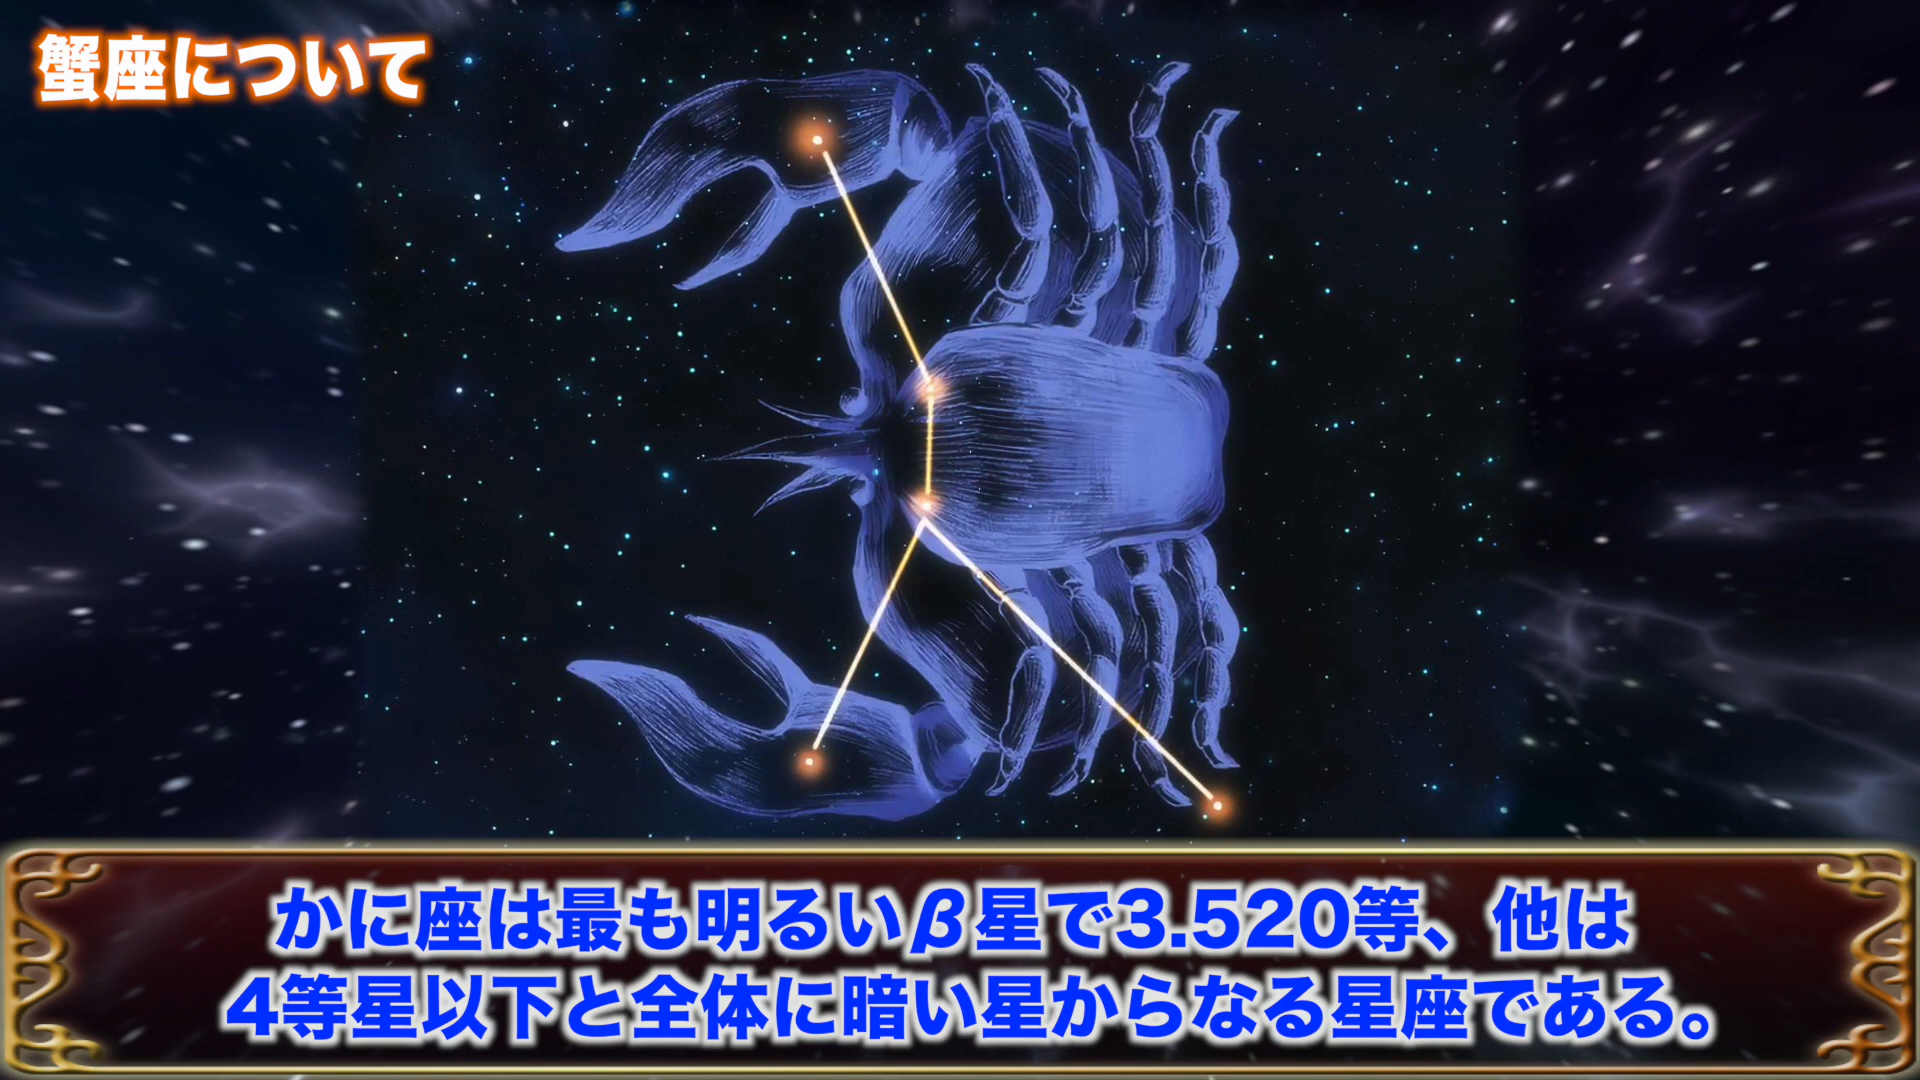 蟹座について
かに座は最も明るいβ星で3.520等、他は
4等星以下と全体に暗い星からなる星座である。